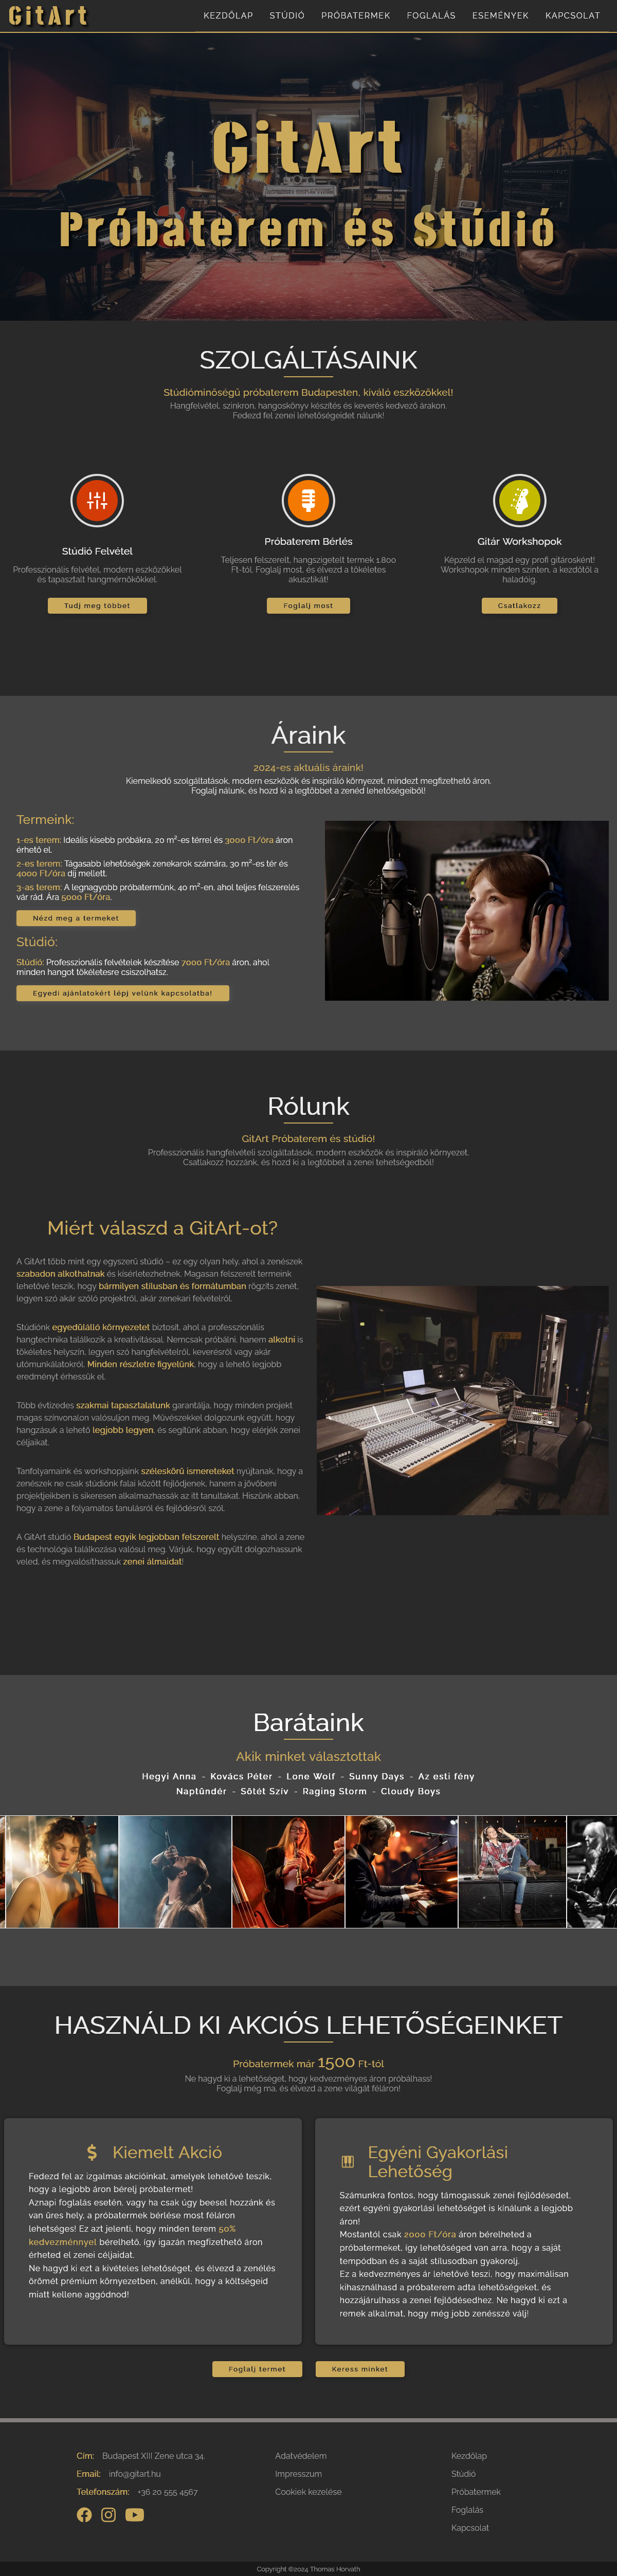 GitArt
KEZDŐLAP STÚDIÓ PRÓBATERMEK FOGLALÁS ESEMÉNYEK KAPCSOLAT
GitArt
Próbaterem és Stúdió
SZOLGÁLTÁSAINK
Stúdióminőségű próbaterem Budapesten, kiváló eszközökkel!
Hangfelvétel, szinkron, hangoskönyv készítés és keverés kedvező árakon.
Fedezd fel zenei lehetőségeidet nálunk!
Stúdió Felvétel
Professzionális felvétel, modern eszközökkel
és tapasztalt hangmérnökökkel.
Tudj meg többet
Próbaterem Bérlés
Teljesen felszerelt, hangszigetelt termek 1.800
Ft-tól. Foglalj most, és élvezd a tökéletes
akusztikát!
Foglalj most
Gitár Workshopok
Képzeld el magad egy profi gitárosként!
Workshopok minden szinten, a kezdőtől a
haladóig.
Csatlakozz
Áraink
2024-es aktuális áraink!
Kiemelkedő szolgáltatások, modern eszközök és inspiráló környezet, mindezt megfizethető áron.
Foglalj nálunk, és hozd ki a legtöbbet a zenéd lehetőségeiből!
Termeink:
1-es terem: Ideális kisebb próbákra, 20 m²-es térrel és 3000 Ft/óra áron
érhető el.
2-es terem: Tágasabb lehetőségek zenekarok számára, 30 m²-es tér és
4000 Ft/óra díj mellett.
3-as terem: A legnagyobb próbatermünk, 40 m²-en, ahol teljes felszerelés
vár rád. Ára 5000 Ft/óra.
Nézd meg a termeket
Stúdió:
Stúdió: Professzionális felvételek készítése 7000 Ft/óra áron, ahol
minden hangot tökéletesre csiszolhatsz.
Egyedi ajánlatokért lépj velünk kapcsolatba!
Rólunk
GitArt Próbaterem és stúdió!
Professzionális hangfelvételi szolgáltatások, modern eszközök és inspiráló környezet.
Csatlakozz hozzánk, és hozd ki a legtöbbet a zenei tehetségedből!
Miért válaszd a GitArt-ot?
A GitArt több mint egy egyszerű stúdió – ez egy olyan hely, ahol a zenészek
szabadon alkothatnak és kísérletezhetnek. Magasan felszerelt termeink
lehetővé teszik, hogy bármilyen stílusban és formátumban rögzíts zenét,
legyen szó akár szóló projektről, akár zenekari felvételről.
Stúdiónk egyedülálló környezetet biztosít, ahol a professzionális
hangtechnika találkozik a kreativitással. Nemcsak próbálni, hanem alkotni is
tökéletes helyszín, legyen szó hangfelvételről, keverésről vagy akár
utómunkálatokról. Minden részletre figyelünk, hogy a lehető legjobb
eredményt érhessük el.
Több évtizedes szakmai tapasztalatunk garantálja, hogy minden projekt
magas színvonalon valósuljon meg. Művészekkel dolgozunk együtt, hogy
hangzásuk a lehető legjobb legyen, és segítünk abban, hogy elérjék zenei
céljaikat.
Tanfolyamaink és workshopjaink széleskörű ismereteket nyújtanak, hogy a
zenészek ne csak stúdiónk falai között fejlődjenek, hanem a jövőbeni
projektjeikben is sikeresen alkalmazhassák az itt tanultakat. Hiszünk abban,
hogy a zene a folyamatos tanulásról és fejlődésről szól.
A GitArt stúdió Budapest egyik legjobban felszerelt helyszíne, ahol a zene
és technológia találkozása valósul meg. Várjuk, hogy együtt dolgozhassunk
veled, és megvalósíthassuk zenei álmaidat!
Barátaink
Akik minket választottak
Hegyi Anna - Kovács Péter - Lone Wolf - Sunny Days - Az esti fény
Naptündér - Sötét Szív - Raging Storm - Cloudy Boys
HASZNÁLD KI AKCIÓS LEHETŐSÉGEINKET
Próbatermek már 1500 Ft-tól
Ne hagyd ki a lehetőséget, hogy kedvezményes áron próbálhass!
Foglalj még ma, és élvezd a zene világát féláron!
Kiemelt Akció
Fedezd fel az izgalmas akcióinkat, amelyek lehetővé teszik,
hogy a legjobb áron bérelj próbatermet!
Aznapi foglalás esetén, vagy ha csak úgy beesel hozzánk és
van üres hely, a próbatermek bérlése most féláron
lehetséges! Ez azt jelenti, hogy minden terem 50%
kedvezménnyel bérelhető, így igazán megfizethető áron
érheted el zenei céljaidat.
Ne hagyd ki ezt a kivételes lehetőséget, és élvezd a zenélés
örömét prémium környezetben, anélkül, hogy a költségeid
miatt kellene aggódnod!
Egyéni Gyakorlási
Lehetőség
Számunkra fontos, hogy támogassuk zenei fejlődésedet,
ezért egyéni gyakorlási lehetőséget is kínálunk a legjobb
áron!
Mostantól csak 2000 Ft/óra áron bérelheted a
próbatermeket, így lehetőséged van arra, hogy a saját
tempódban és a saját stílusodban gyakorolj.
Ez a kedvezményes ár lehetővé teszi, hogy maximálisan
kihasználhasd a próbaterem adta lehetőségeket, és
hozzájárulhass a zenei fejlődésedhez. Ne hagyd ki ezt a
remek alkalmat, hogy még jobb zenésszé válj!
Foglalj termet
Keress minket
Cím: Budapest XIII Zene utca 34.
Email: info@gitart.hu
Telefonszám: +36 20 555 4567
Adatvédelem
Impresszum
Cookiek kezelése
Kezdőlap
Stúdió
Próbatermek
Foglalás
Kapcsolat
Copyright ©2024 Thomas Horvath